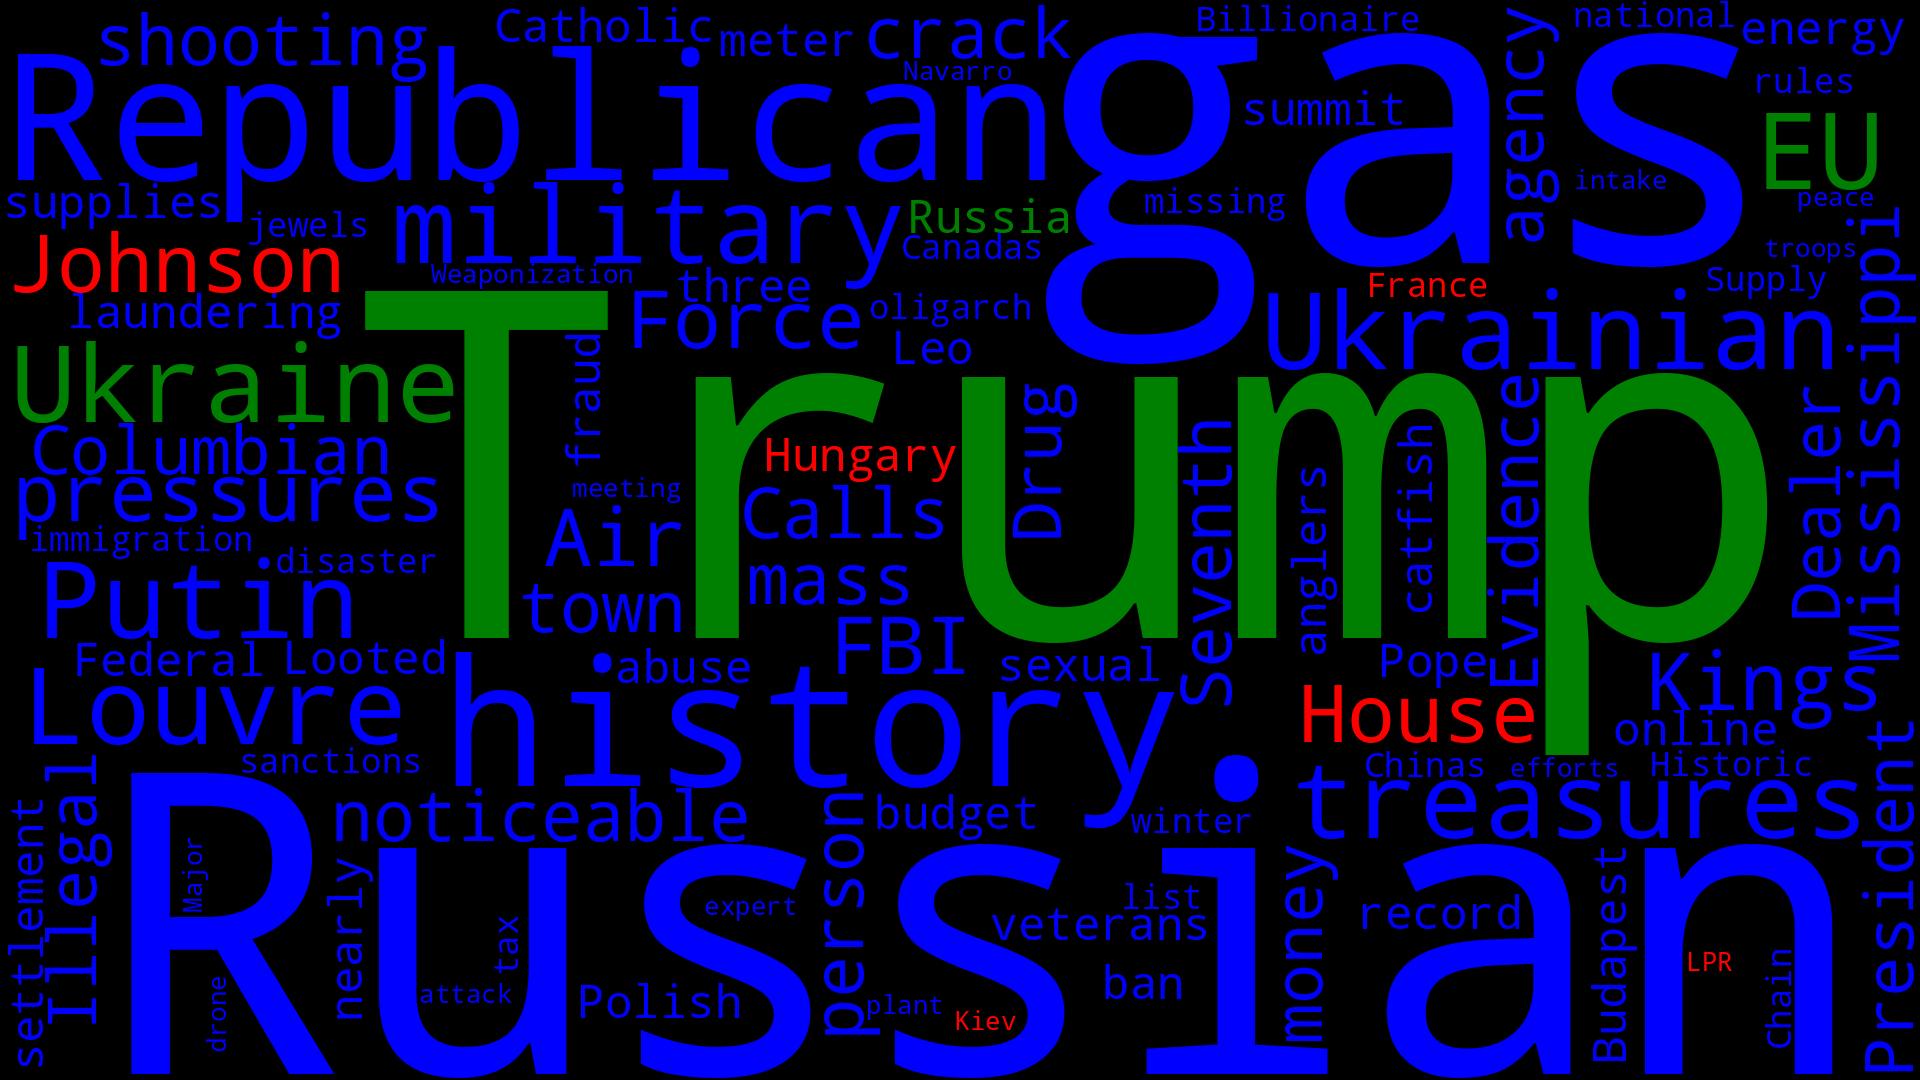 shooting
Catholic
meter
crack
Billionaire
national
energy
Republican
Navarro
gas
summit
agency
rules
EU
supplies
jewels
military
Russia
missing
intake
peace
Johnson
Weaponization
Canadas
troops
Mississippi
laundering
three
Force
oligarch
France
Supply
Ukrainian
Leo
Ukraine
Trump
fraud
Columbian
Hungary
Drug
Seventh
anglers
catfish
Evidence
Dealer
pressures
meeting
Calls
immigration
disaster
Air
mass
Putin
town
FBI
Federal
Looted
abuse
sexual
Pope
Kings
Louvre
history.
House
online
sanctions
Chinas
efforts
Historic
President
Illegal
settlement
noticeable
budget
winter
treasures
Russian
Major
nearly
tax
expert
person
list
veterans
money
record
Budapest
LPR
Chain
drone
attack
Polish
plant
Kiev
ban